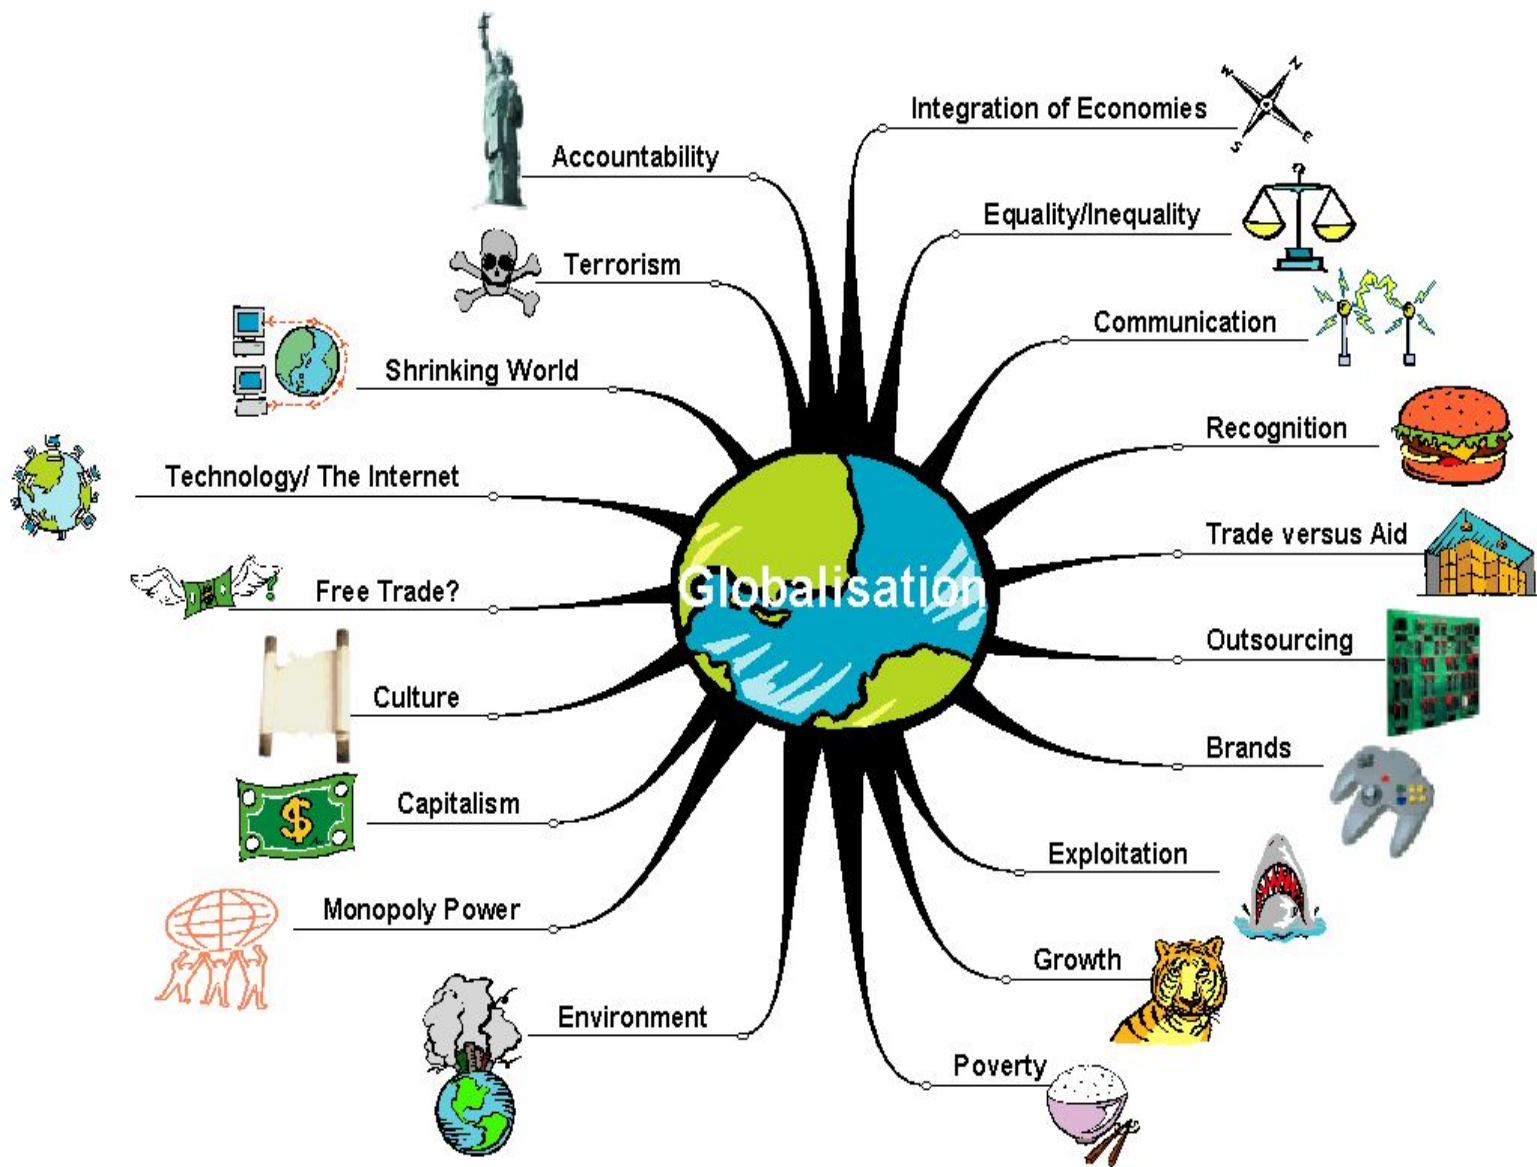 Integration of Economies
Equality/Inequality
Communication
Recognition
Trade versus Aid
Outsourcing
Brands
Exploitation
Growth
Poverty
Environment
Monopoly Power
Capitalism
Culture
Free Trade?
Technology/ The Internet
Shrinking World
Terrorism
Accountability
Globalisation
N
E
S
W
$
?